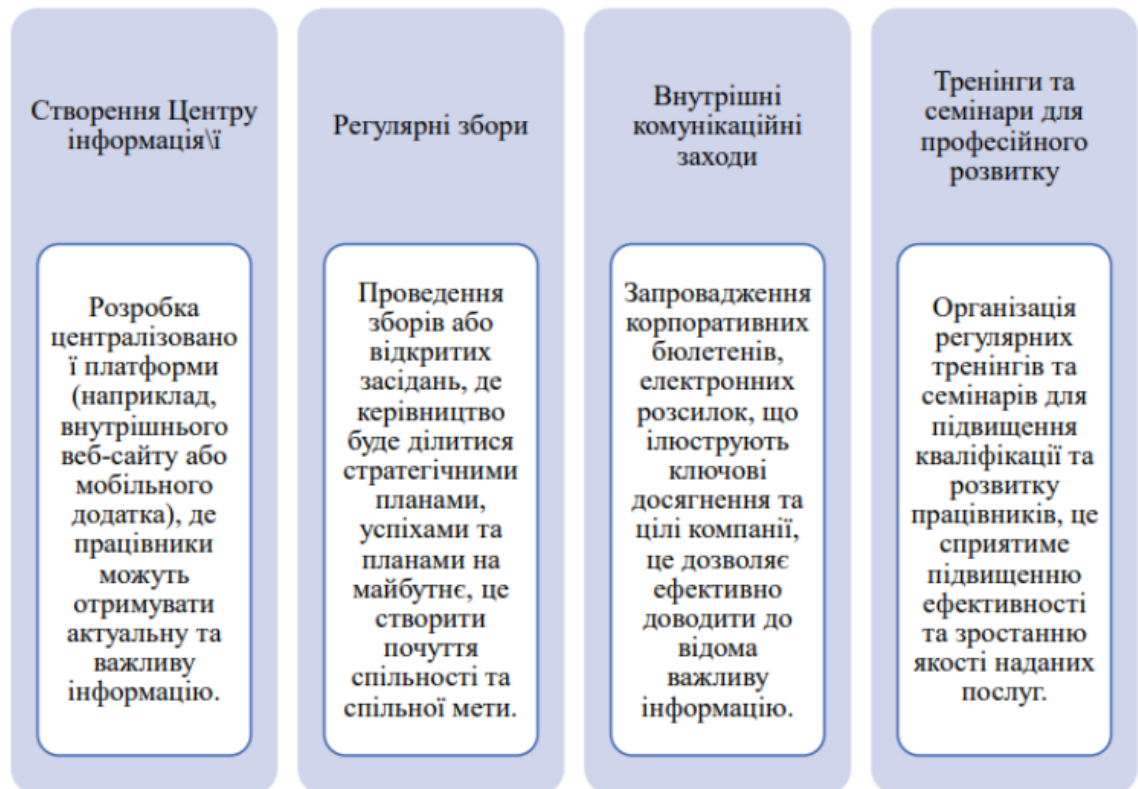 Створення Центру
інформація\ї
Розробка
централізовано
ї платформи
(наприклад,
внутрішнього
веб-сайту або
мобільного
додатка), де
працівники
можуть
отримувати
актуальну та
важливу
інформацію.
Регулярні збори
Проведення
зборів або
відкритих
засідань, де
керівництво
буде ділитися
стратегічними
планами,
успіхами та
планами на
майбутнє, це
створити
почуття
спільності та
спільної мети.
Внутрішні
комунікаційні
заходи
Запровадження
корпоративних
бюлетенів,
електронних
розсилок, що
ілюструють
ключові
досягнення та
цілі компанії,
це дозволяє
ефективно
доводити до
відома
важливу
інформацію.
Тренінги та
семінари для
професійного
розвитку
Організація
регулярних
тренінгів та
семінарів для
підвищення
кваліфікації та
розвитку
працівників, це
сприятиме
підвищенню
ефективності
та зростанню
якості наданих
послуг.